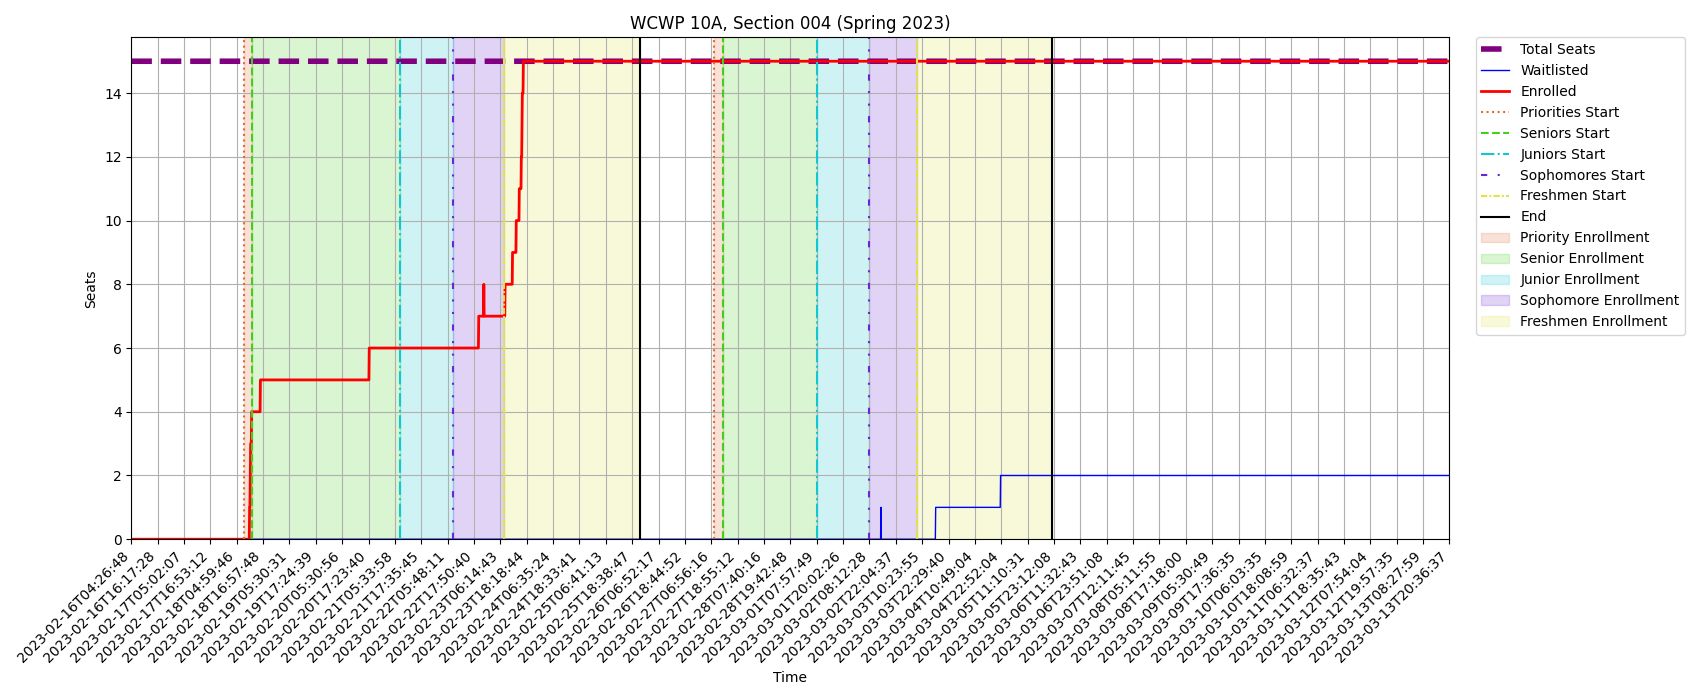 WCWP 10A, Section 004 (Spring 2023)
Seats
14
12
10
8
6
4
2
0
2023-02-16T04:26:48
2023-02-16T16:17:28
2023-02-17T05:02:07
2023-02-17T16:53:12
2023-02-18T04:59:46
2023-02-18T16:57:48
2023-02-19T05:30:31
2023-02-19T17:24:39
2023-02-20T05:30:56
2023-02-20T17:23:40
2023-02-21T05:33:58
2023-02-21T17:35:45
2023-02-22T05:48:11
2023-02-22T17:50:40
2023-02-23T06:14:43
2023-02-23T18:18:44
2023-02-24T06:35:24
2023-02-24T18:33:41
2023-02-25T06:41:13
2023-02-25T18:38:47
2023-02-26T06:52:17
2023-02-26T18:44:52
2023-02-27T06:56:16
2023-02-27T18:55:12
2023-02-28T07:40:16
2023-02-28T19:42:48
2023-03-01T07:57:49
2023-03-01T20:02:26
2023-03-02T08:12:28
2023-03-02T22:04:37
2023-03-03T10:23:55
2023-03-03T22:29:40
2023-03-04T10:49:04
2023-03-04T22:52:04
2023-03-05T11:10:31
2023-03-05T23:12:08
2023-03-06T11:32:43
2023-03-06T23:51:08
2023-03-07T12:11:45
2023-03-08T05:11:55
2023-03-08T17:18:00
2023-03-09T05:30:49
2023-03-09T17:36:35
2023-03-10T06:03:35
2023-03-10T18:08:59
2023-03-11T06:32:37
2023-03-11T18:35:43
2023-03-12T07:54:04
2023-03-12T19:57:35
2023-03-13T08:27:59
2023-03-13T20:36:37
Time
Total Seats
Waitlisted
Enrolled
Priorities Start
Seniors Start
Juniors Start
Sophomores Start
Freshmen Start
End
Priority Enrollment
Senior Enrollment
Junior Enrollment
Sophomore Enrollment
Freshmen Enrollment